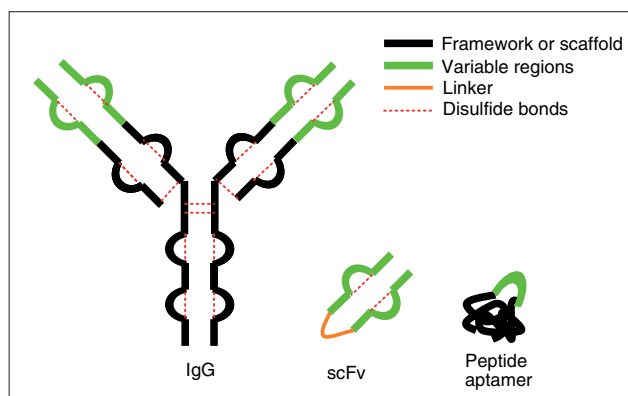 Framework or scaffold
Variable regions
Linker
Disulfide bonds
IgG
scFv
Peptide
aptamer